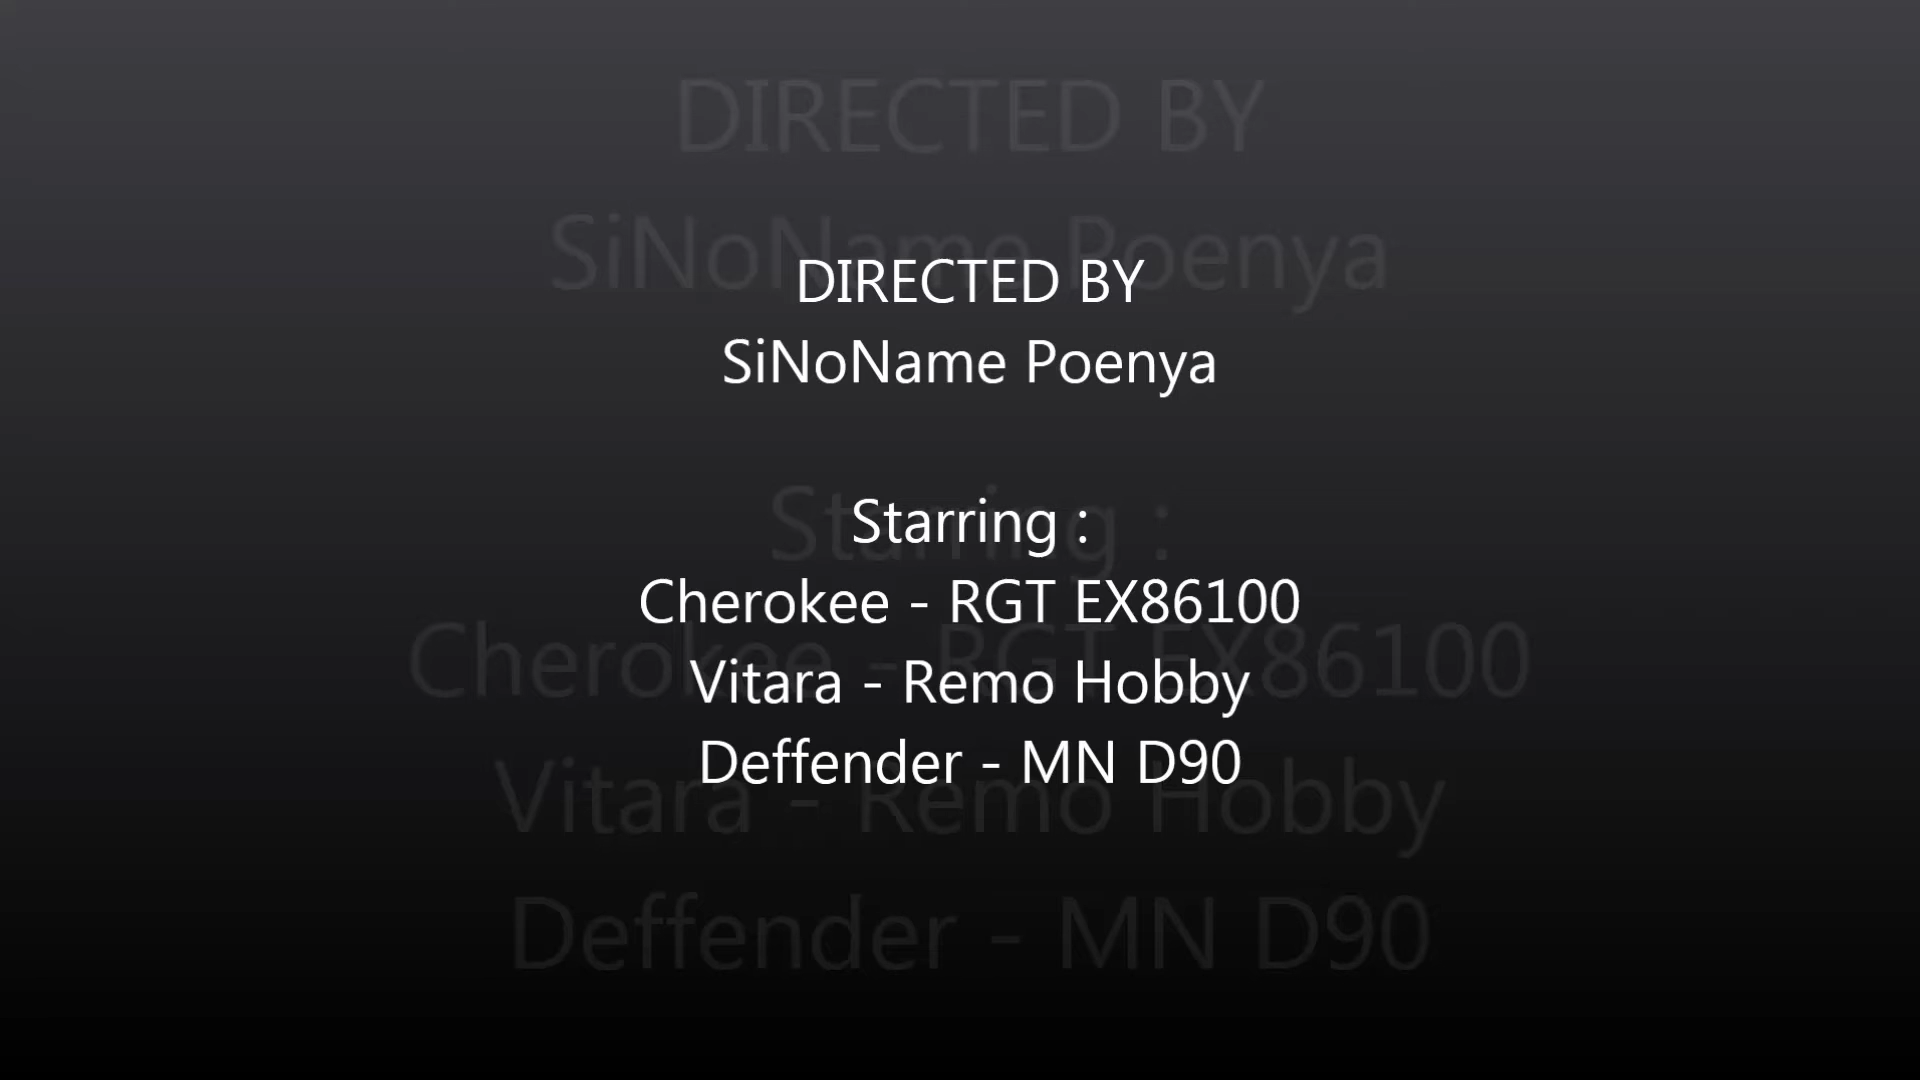 DIRECTED BY
SiNoName Poenya
Starring :
Cherokee - RGT EX86100
Vitara - Remo Hobby
Deffender - MN D90